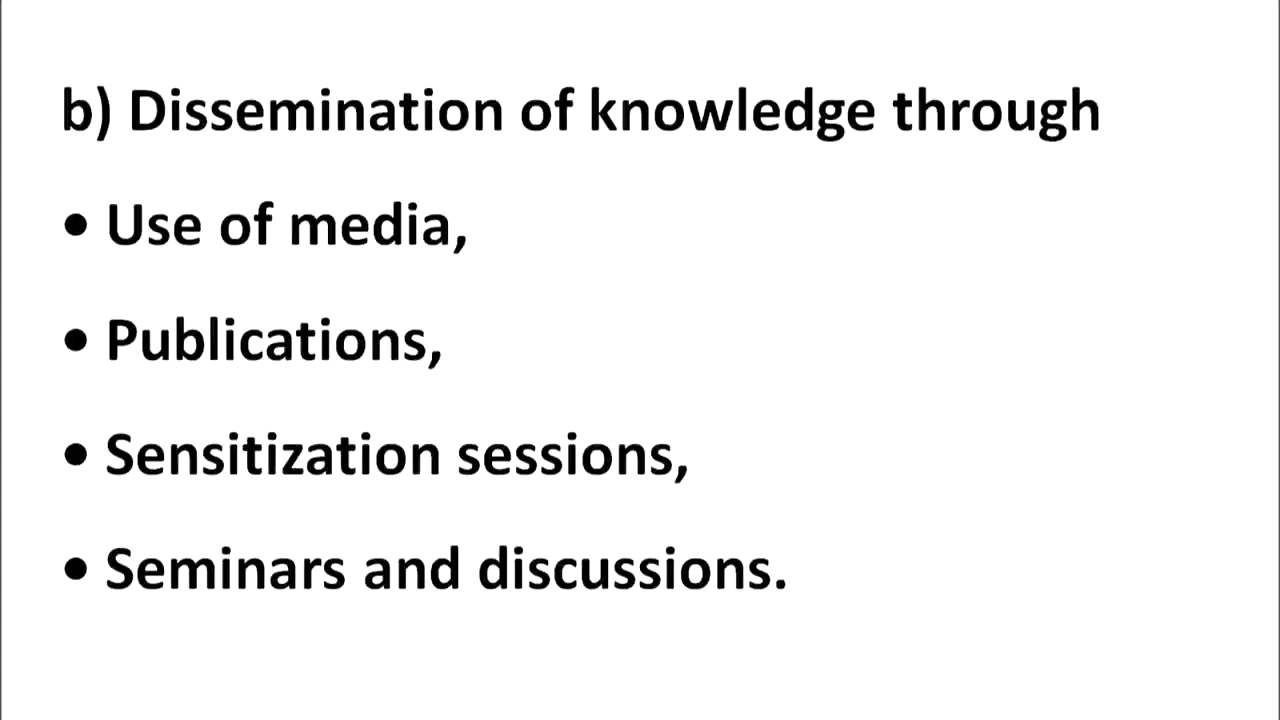 b) Dissemination of knowledge through
• Use of media,
• Publications,
• Sensitization sessions,
• Seminars and discussions.